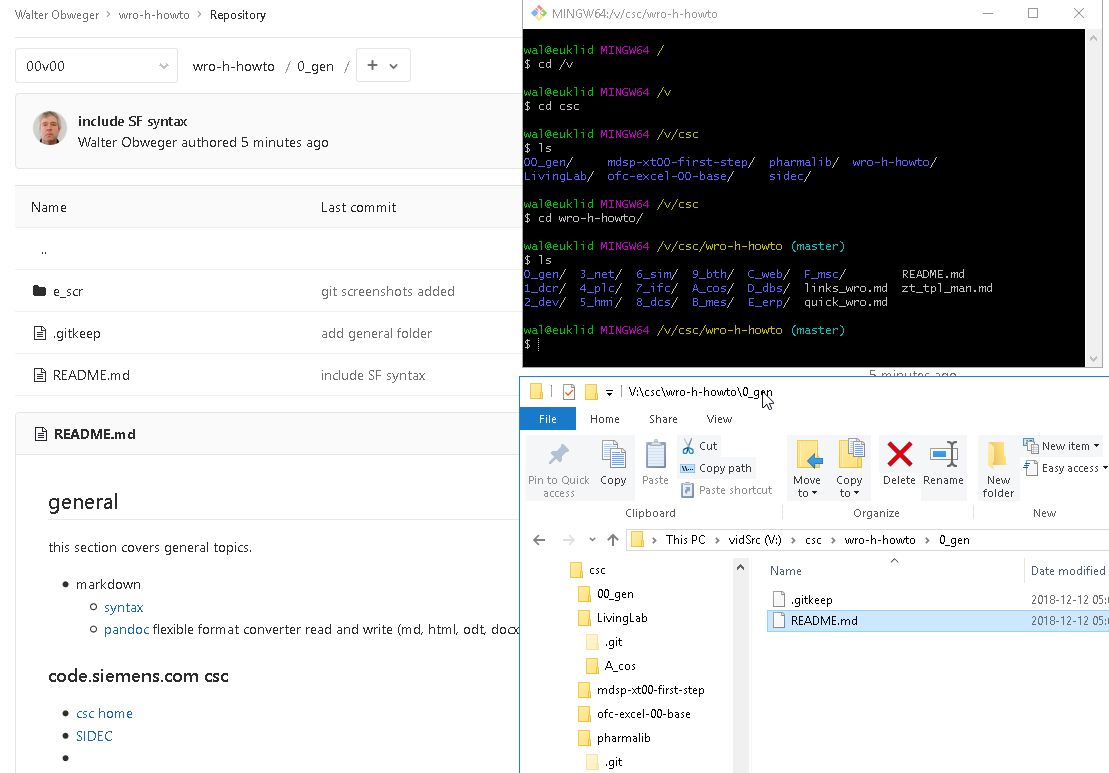 Walter Obweger > wro-h-howto > Repository
00v00
wro-h-howto / 0_gen / +
include SF syntax
Walter Obweger authored 5 minutes ago
Name Last commit
..
e_scr git screenshots added
.gitkeep add general folder
README.md include SF syntax
README.md
general
this section covers general topics.
markdown
syntax
pandoc flexible format converter read and write (md, html, odt, docx
code.siemens.com csc
csc home
SIDEC
MINGW64:/v/csc/wro-h-howto
wal@euklid MINGW64 /
$ cd /v
wal@euklid MINGW64 /v
$ cd csc
wal@euklid MINGW64 /v/csc
$ ls
00_gen/ mdsp-xt00-first-step/ pharmalib/ wro-h-howto/
LivingLab/ ofc-excel-00-base/ sidec/
wal@euklid MINGW64 /v/csc
$ cd wro-h-howto/
wal@euklid MINGW64 /v/csc/wro-h-howto (master)
$ ls
0_gen/ 3_net/ 6_sim/ 9_bth/ C_web/ F_msc/ README.md
1_dcr/ 4_plc/ 7_ifc/ A_cos/ D_dbs/ links_wro.md zt_tpl_man.md
2_dev/ 5_hmi/ 8_dcs/ B_mes/ E_erp/ quick_wro.md
wal@euklid MINGW64 /v/csc/wro-h-howto (master)
$
5 minutes ago
V:\csc\wro-h-howto\0_gen
File Home Share View
Pin to Quick access
Copy
Paste
Cut
Copy path
Paste shortcut
Move to
Copy to
Delete
Rename
New folder
New item
Easy access
Clipboard Organize New
This PC > vidSrc (V:) > csc > wro-h-howto > 0_gen
csc
00_gen
LivingLab
.git
A_cos
mdsp-xt00-first-step
ofc-excel-00-base
pharmalib
.git
Name Date modified
.gitkeep 2018-12-12 05:
README.md 2018-12-12 05: